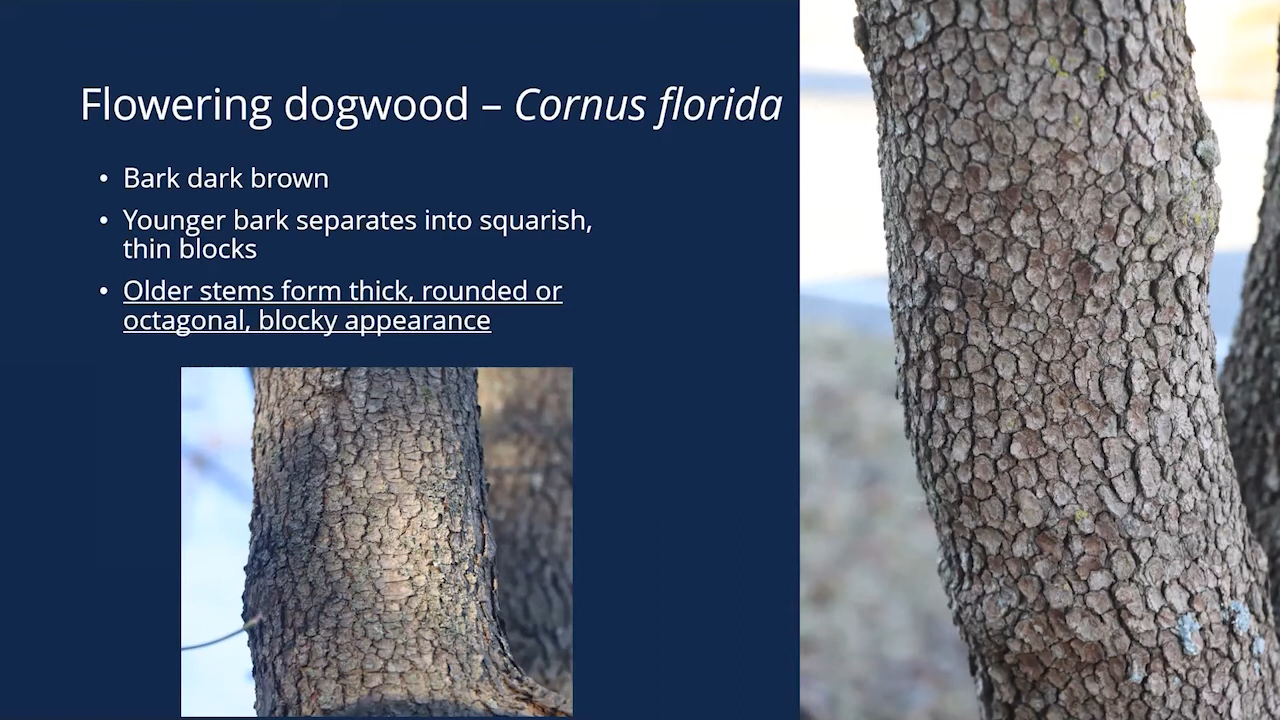 Flowering dogwood – Cornus florida
• Bark dark brown
• Younger bark separates into squarish,
thin blocks
• Older stems form thick, rounded or
octagonal, blocky appearance